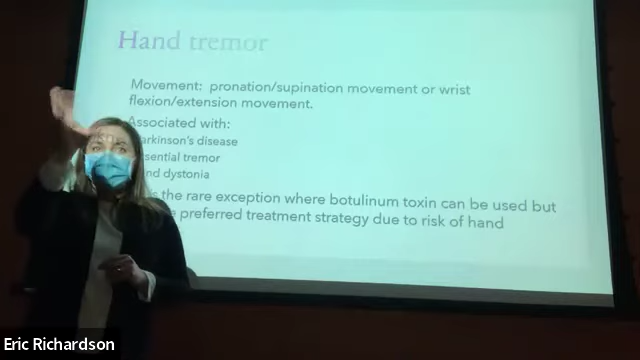 Hand tremor
Movement: pronation/supination movement or wrist
flexion/extension movement.
Associated with:
arkinson's disease
sential tremor
nd dystonia
s the rare exception where botulinum toxin can be used but
e preferred treatment strategy due to risk of hand
Eric Richardson